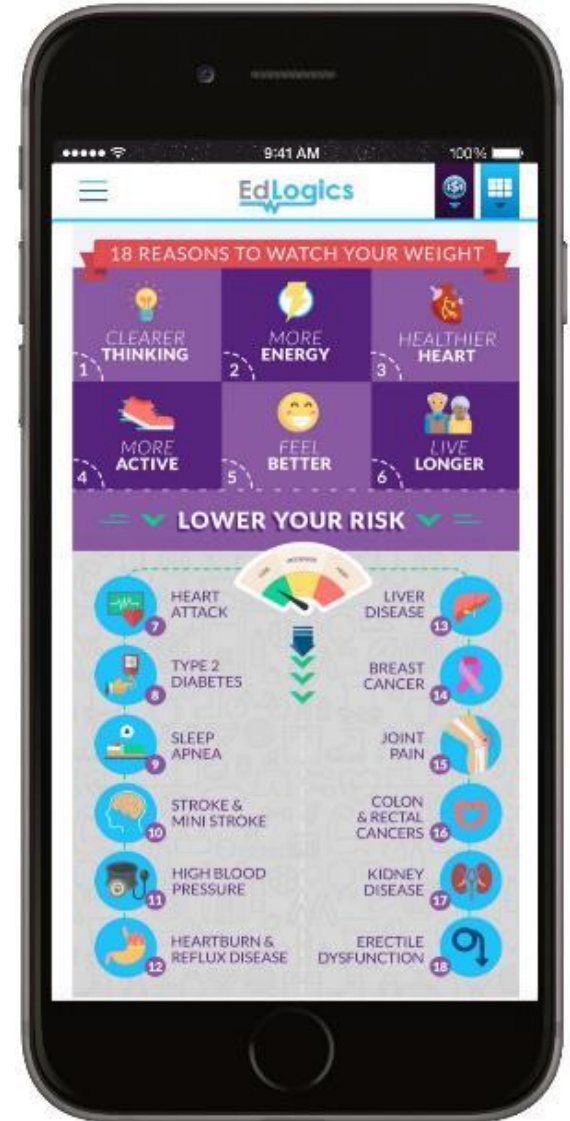 9:41 AM
100%
EdLogics
18 REASONS TO WATCH YOUR WEIGHT
CLEARER
THINKING
1
MORE
ENERGY
2
HEALTHIER
HEART
3
MORE
ACTIVE
4
FEEL
BETTER
5
LIVE
LONGER
6
LOWER YOUR RISK
HEART
ATTACK
7
TYPE 2
DIABETES
8
SLEEP
APNEA
9
STROKE &
MINI STROKE
10
HIGH BLOOD
PRESSURE
11
HEARTBURN &
REFLUX DISEASE
12
LIVER
DISEASE
13
BREAST
CANCER
14
JOINT
PAIN
15
COLON
& RECTAL
CANCERS
16
KIDNEY
DISEASE
17
ERECTILE
DYSFUNCTION
18